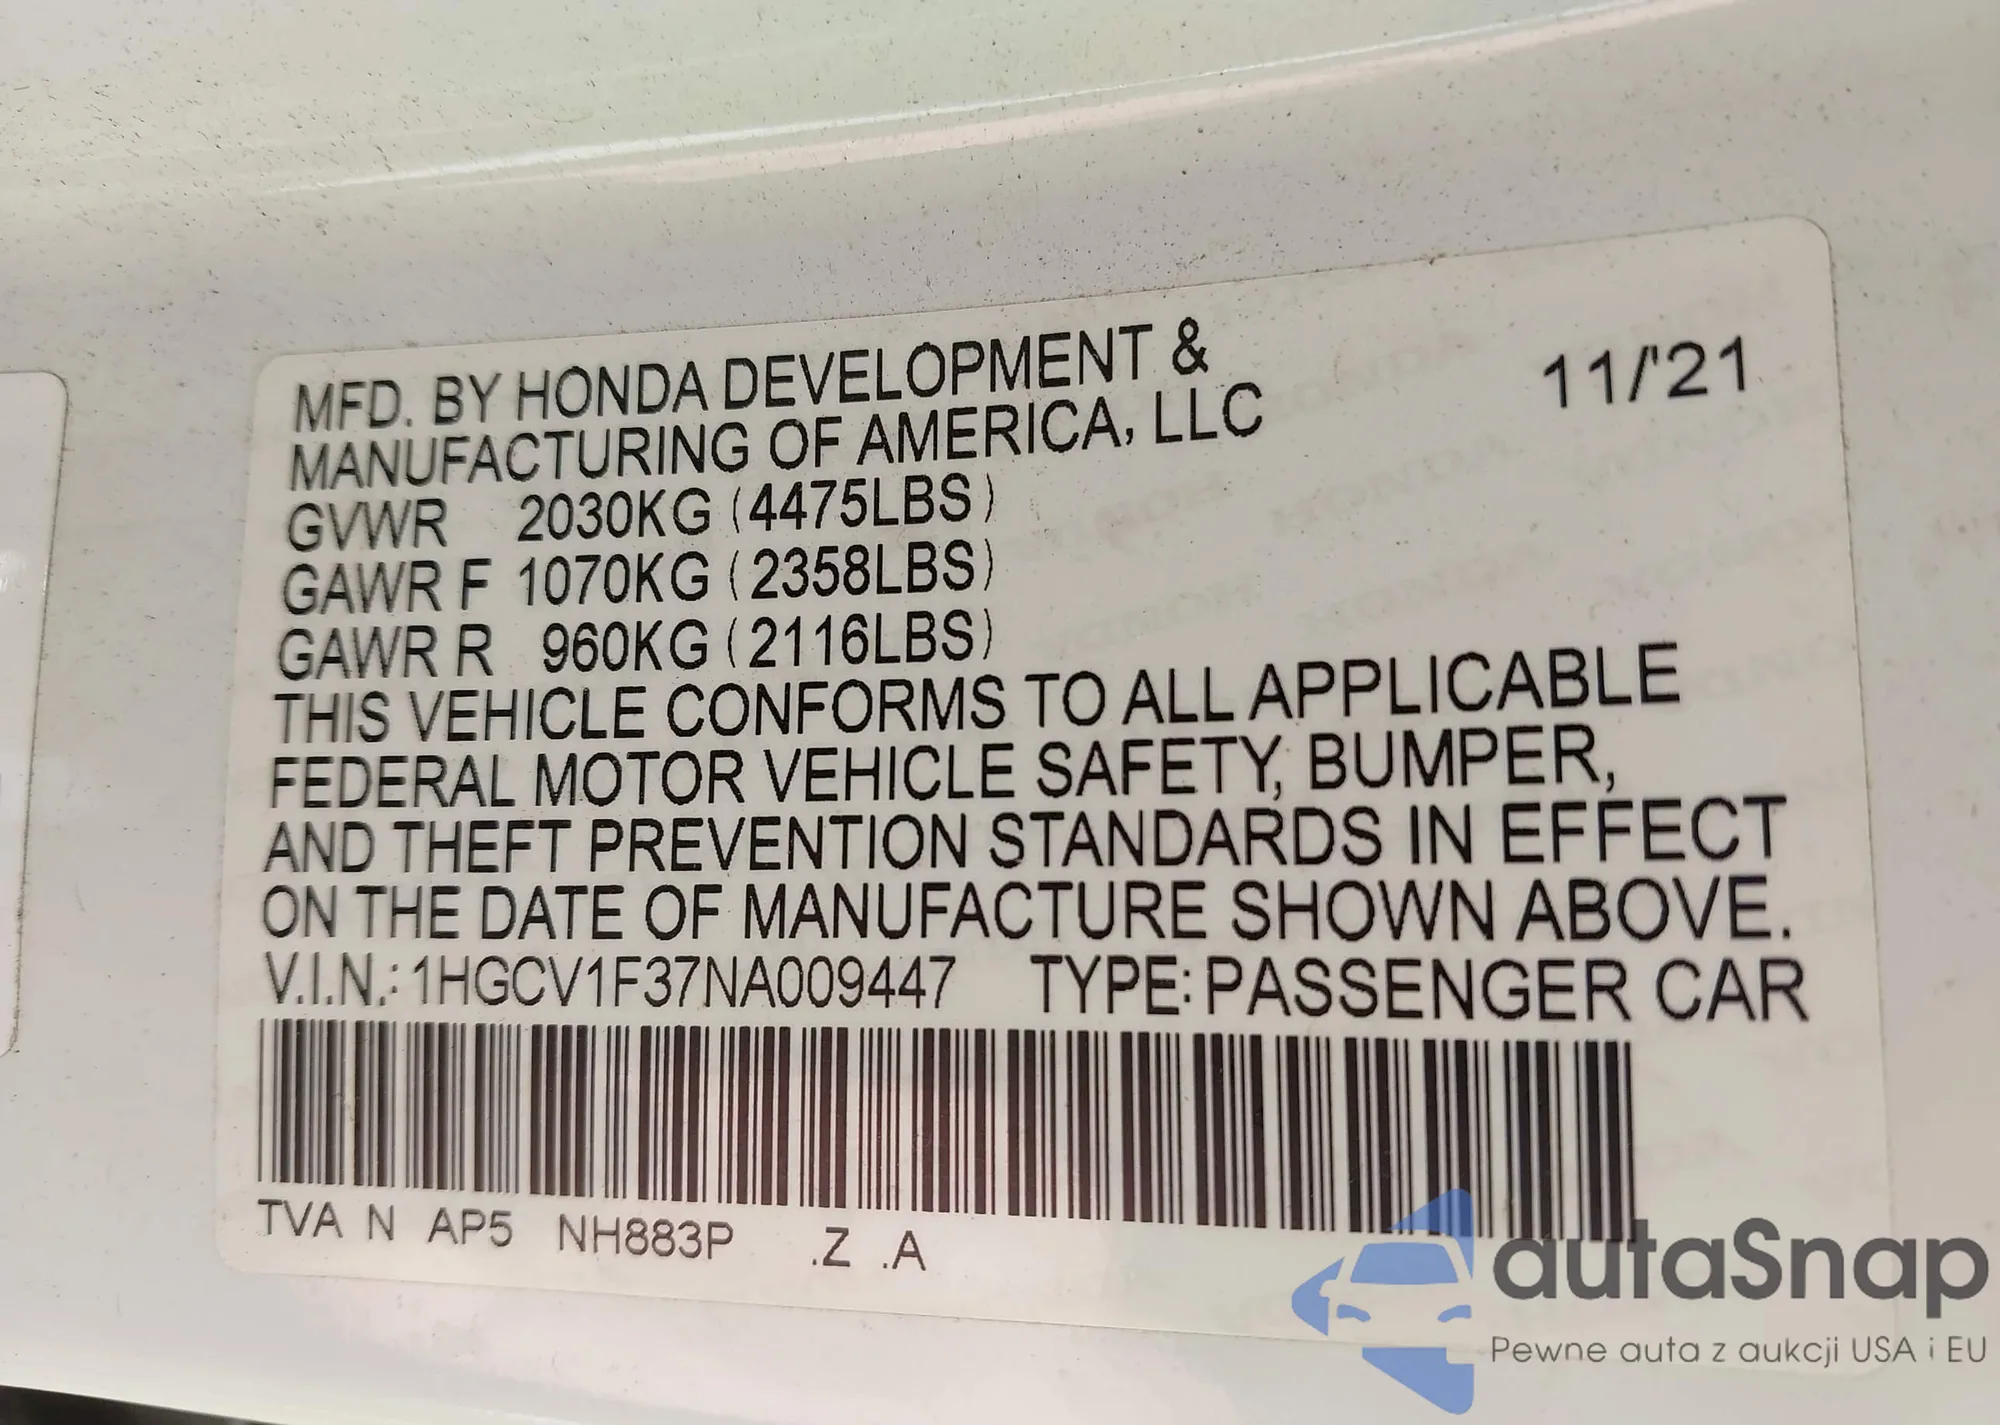 MFD. BY HONDA DEVELOPMENT &
MANUFACTURING OF AMERICA, LLC
11/'21
GVWR 2030KG (4475LBS)
GAWR F 1070KG (2358LBS)
GAWR R 960KG (2116LBS)
THIS VEHICLE CONFORMS TO ALL APPLICABLE
FEDERAL MOTOR VEHICLE SAFETY, BUMPER,
AND THEFT PREVENTION STANDARDS IN EFFECT
ON THE DATE OF MANUFACTURE SHOWN ABOVE.
V.I.N.: 1HGCV1F37NA009447 TYPE: PASSENGER CAR
TVA N AP5 NH883P .Z .A
autaSnap
Pewne auta z aukcji USA i EU